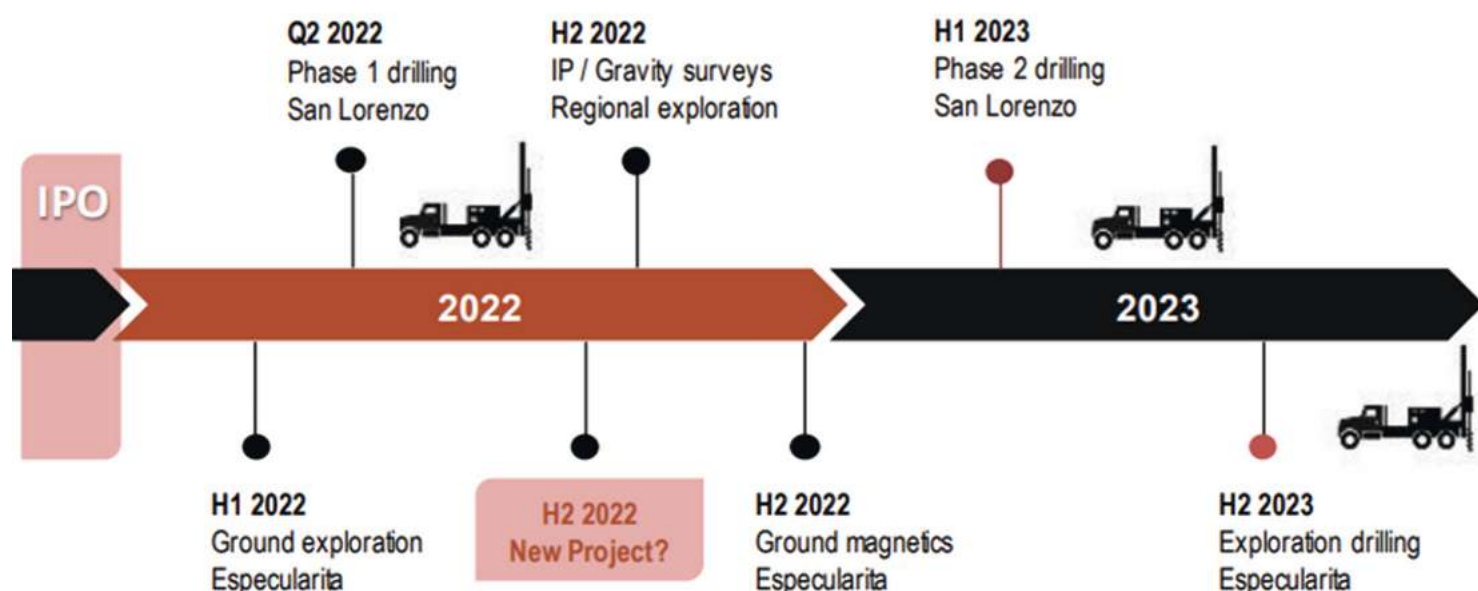 Q2 2022
Phase 1 drilling
San Lorenzo
H2 2022
IP / Gravity surveys
Regional exploration
H1 2023
Phase 2 drilling
San Lorenzo
IPO
2022
2023
H1 2022
Ground exploration
Especularita
H2 2022
New Project?
H2 2022
Ground magnetics
Especularita
H2 2023
Exploration drilling
Especularita